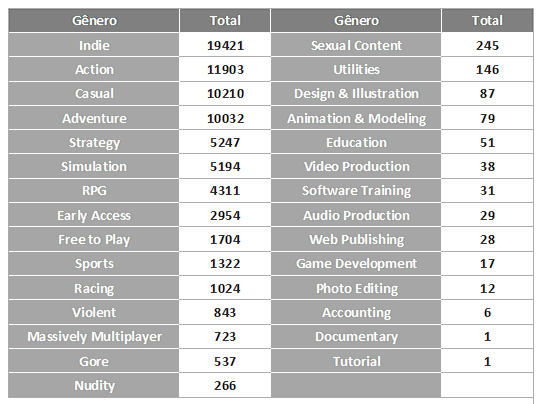 Gênero Total Gênero Total
Indie 19421 Sexual Content 245
Action 11903 Utilities 146
Casual 10210 Design & Illustration 87
Adventure 10032 Animation & Modeling 79
Strategy 5247 Education 51
Simulation 5194 Video Production 38
RPG 4311 Software Training 31
Early Access 2954 Audio Production 29
Free to Play 1704 Web Publishing 28
Sports 1322 Game Development 17
Racing 1024 Photo Editing 12
Violent 843 Accounting 6
Massively Multiplayer 723 Documentary 1
Gore 537 Tutorial 1
Nudity 266